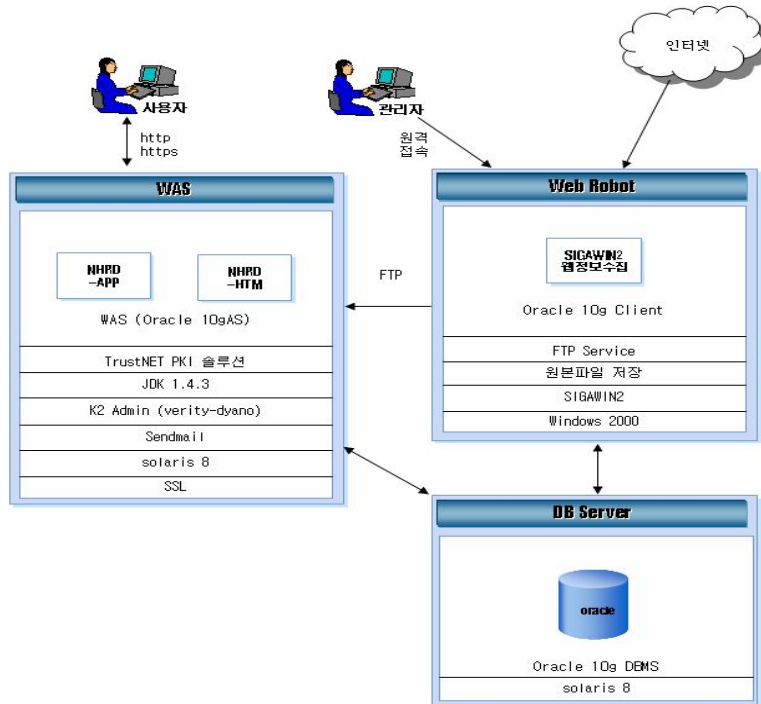 인터넷
사용자
관리자
http
https
원격
접속
WAS
NHRD
-APP
NHRD
-HTM
WAS (Oracle 10gAS)
TrustNET PKI 솔루션
JDK 1.4.3
K2 Admin (verity-dyano)
Sendmail
solaris 8
SSL
FTP
Web Robot
SIGAWIN2
웹정보수집
Oracle 10g Client
FTP Service
원본파일 저장
SIGAWIN2
Windows 2000
DB Server
oracle
Oracle 10g DBMS
solaris 8